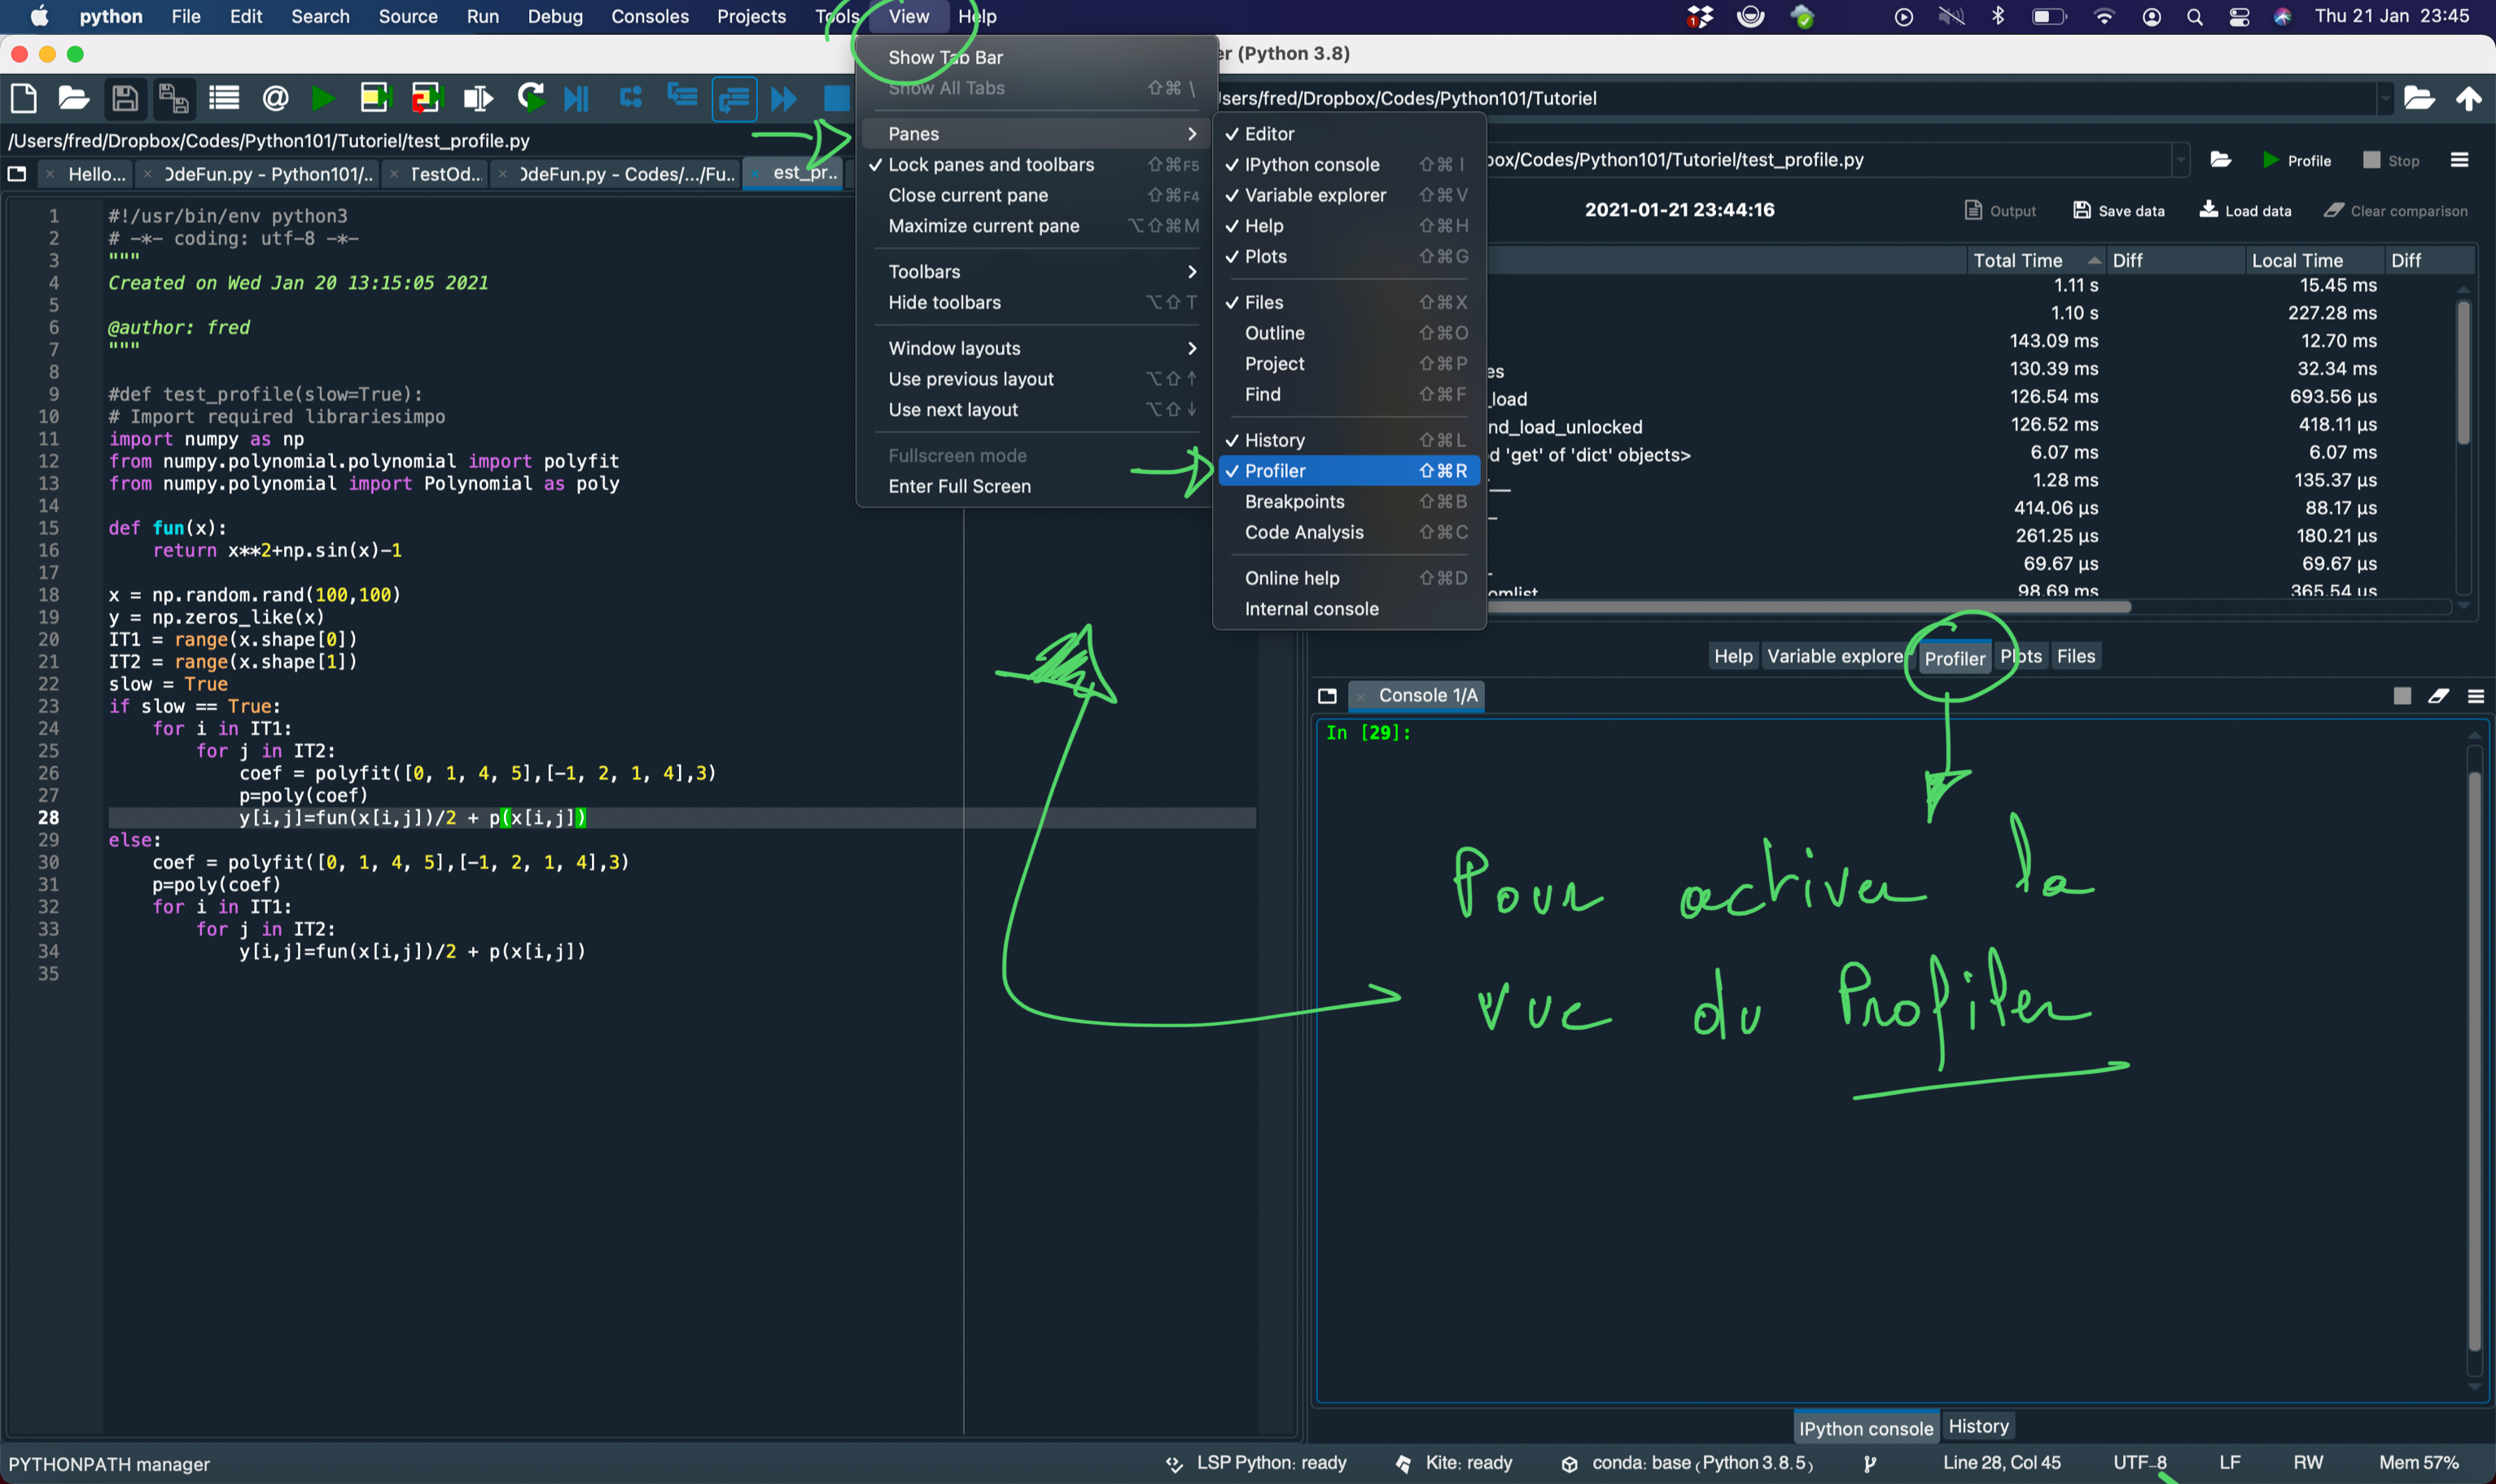 python File Edit Search Source Run Debug Consoles Projects Tools View Help Thu 21 Jan 23:45
er (Python 3.8)
Show Tab Bar
Show All Tabs ⇧⌘ \
Panes
Lock panes and toolbars ⇧⌘F5
Close current pane ⇧⌘F4
Maximize current pane ⌥⇧⌘M
Toolbars
Hide toolbars ⌥⇧ T
Window layouts
Use previous layout ⌥⇧ ↑
Use next layout ⌥⇧ ↓
Fullscreen mode
Enter Full Screen
✓ Editor
✓ IPython console ⇧⌘ I
✓ Variable explorer ⇧⌘ V
✓ Help ⇧⌘H
✓ Plots ⇧⌘G
✓ Files ⇧⌘X
Outline ⇧⌘O
Project ⇧⌘P
Find ⇧⌘F
✓ History ⇧⌘L
✓ Profiler ⇧⌘R
Breakpoints ⇧⌘B
Code Analysis ⇧⌘C
Online help ⇧⌘D
Internal console
/Users/fred/Dropbox/Codes/Python101/Tutoriel/test_profile.py
Hello... OdeFun.py - Python101/.. TestOd.. OdeFun.py - Codes/.../Fu.. est_pr..
1 #!/usr/bin/env python3
2 # -*- coding: utf-8 -*-
3 """
4 Created on Wed Jan 20 13:15:05 2021
5
6 @author: fred
7 """
8
9 #def test_profile(slow=True):
10 # Import required librariesimpo
11 import numpy as np
12 from numpy.polynomial.polynomial import polyfit
13 from numpy.polynomial import Polynomial as poly
14
15 def fun(x):
16 return x**2+np.sin(x)-1
17
18 x = np.random.rand(100,100)
19 y = np.zeros_like(x)
20 IT1 = range(x.shape[0])
21 IT2 = range(x.shape[1])
22 slow = True
23 if slow == True:
24 for i in IT1:
25 for j in IT2:
26 coef = polyfit([0, 1, 4, 5],[-1, 2, 1, 4],3)
27 p=poly(coef)
28 y[i,j]=fun(x[i,j])/2 + p(x[i,j])
29 else:
30 coef = polyfit([0, 1, 4, 5],[-1, 2, 1, 4],3)
31 p=poly(coef)
32 for i in IT1:
33 for j in IT2:
34 y[i,j]=fun(x[i,j])/2 + p(x[i,j])
35
sers/fred/Dropbox/Codes/Python101/Tutoriel
box/Codes/Python101/Tutoriel/test_profile.py Profile Stop
2021-01-21 23:44:16 Output Save data Load data Clear comparison
Total Time Diff Local Time Diff
1.11 s 15.45 ms
1.10 s 227.28 ms
143.09 ms 12.70 ms
es 130.39 ms 32.34 ms
_load 126.54 ms 693.56 µs
nd_load_unlocked 126.52 ms 418.11 µs
d 'get' of 'dict' objects> 6.07 ms 6.07 ms
1.28 ms 135.37 µs
414.06 µs 88.17 µs
261.25 µs 180.21 µs
69.67 µs 69.67 µs
omlist 98.69 ms 365.54 µs
Help Variable explore Profiler Plots Files
Console 1/A
In [29]:
Pour activer la
vue du Profiler
IPython console History
PYTHONPATH manager LSP Python: ready Kite: ready conda: base (Python 3.8.5) Line 28, Col 45 UTF-8 LF RW Mem 57%